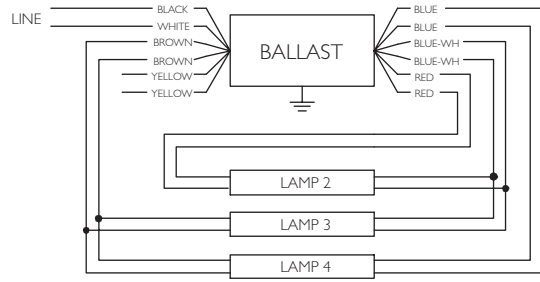 LINE
BLACK
WHITE
BROWN
BROWN
YELLOW
YELLOW
BALLAST
BLUE
BLUE
BLUE-WH
BLUE-WH
RED
RED
LAMP 2
LAMP 3
LAMP 4